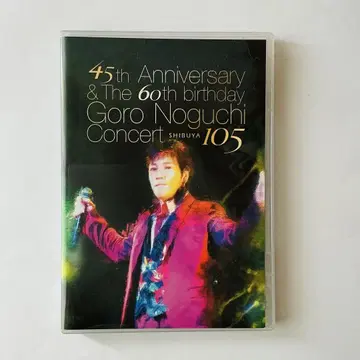 45th Anniversary
& The 60th birthday
Goro Noguchi
Concert SHIBUYA 105